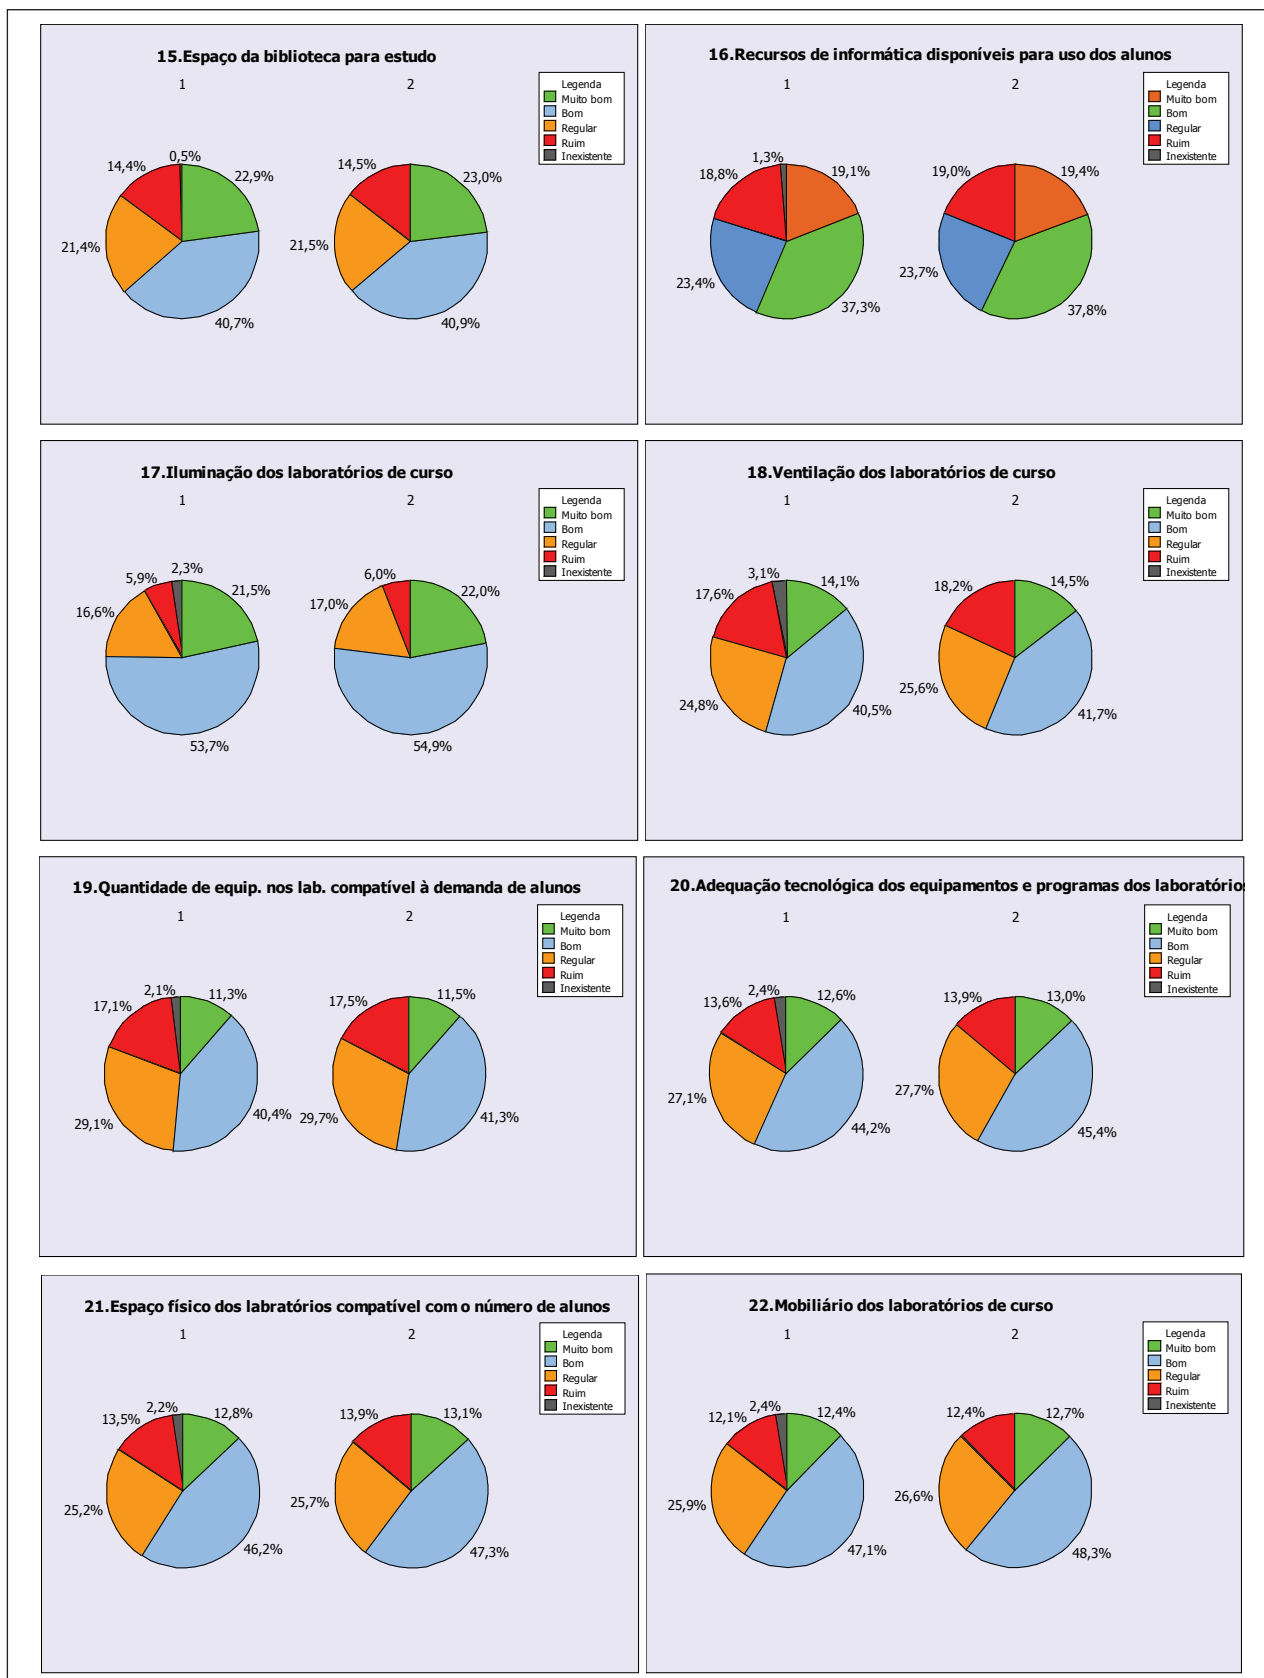 15.Espaço da biblioteca para estudo
1
2
Legenda
Muito bom
Bom
Regular
Ruim
Inexistente
0,5%
14,4%
22,9%
21,4%
40,7%
14,5%
23,0%
21,5%
40,9%
16.Recursos de informática disponíveis para uso dos alunos
1
2
Legenda
Muito bom
Bom
Regular
Ruim
Inexistente
1,3%
18,8%
19,1%
23,4%
37,3%
19,0%
19,4%
23,7%
37,8%
17.Iluminação dos laboratórios de curso
1
2
Legenda
Muito bom
Bom
Regular
Ruim
Inexistente
2,3%
5,9%
21,5%
16,6%
53,7%
6,0%
22,0%
17,0%
54,9%
18.Ventilação dos laboratórios de curso
1
2
Legenda
Muito bom
Bom
Regular
Ruim
Inexistente
3,1%
14,1%
17,6%
24,8%
40,5%
18,2%
14,5%
25,6%
41,7%
19.Quantidade de equip. nos lab. compatível à demanda de alunos
1
2
Legenda
Muito bom
Bom
Regular
Ruim
Inexistente
2,1%
11,3%
17,1%
29,1%
40,4%
17,5%
11,5%
29,7%
41,3%
20.Adequação tecnológica dos equipamentos e programas dos laboratórios
1
2
Legenda
Muito bom
Bom
Regular
Ruim
Inexistente
2,4%
12,6%
13,6%
27,1%
44,2%
13,9%
13,0%
27,7%
45,4%
21.Espaço físico dos labratórios compatível com o número de alunos
1
2
Legenda
Muito bom
Bom
Regular
Ruim
Inexistente
2,2%
12,8%
13,5%
25,2%
46,2%
13,9%
13,1%
25,7%
47,3%
22.Mobiliário dos laboratórios de curso
1
2
Legenda
Muito bom
Bom
Regular
Ruim
Inexistente
2,4%
12,4%
12,1%
25,9%
47,1%
12,4%
12,7%
26,6%
48,3%